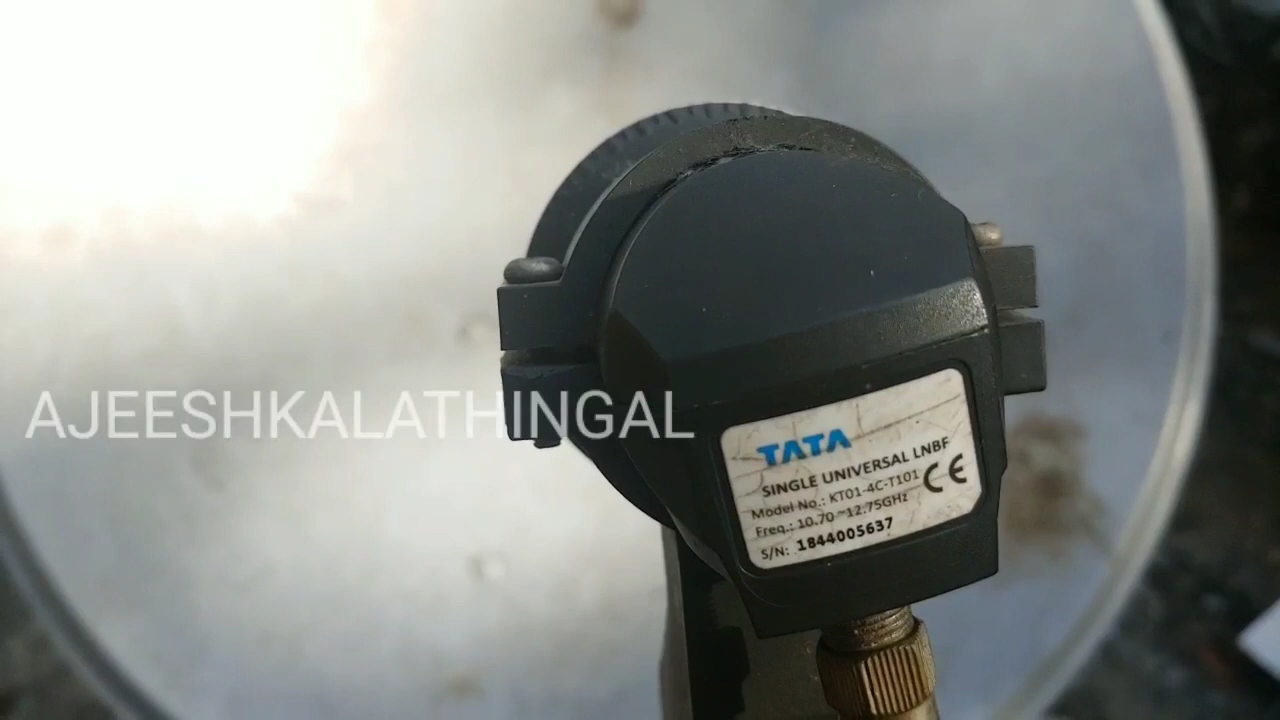 AJEESHKALATHINGAL
TATA
SINGLE UNIVERSAL LNBF
Model No.: KT01-4C-T101
Freq.: 10.70 ~12.75GHz
CE
S/N: 1844005637